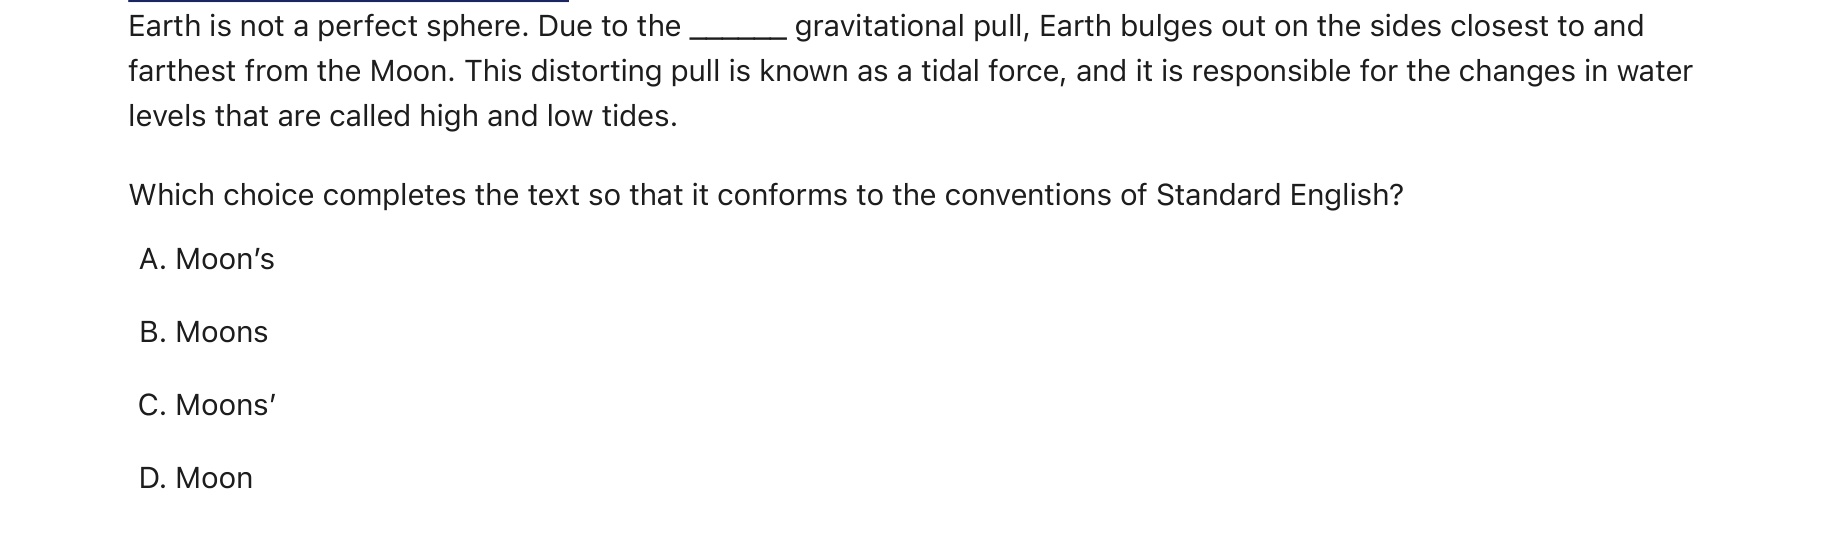 Earth is not a perfect sphere. Due to the ______ gravitational pull, Earth bulges out on the sides closest to and
farthest from the Moon. This distorting pull is known as a tidal force, and it is responsible for the changes in water
levels that are called high and low tides.
Which choice completes the text so that it conforms to the conventions of Standard English?
A. Moon’s
B. Moons
C. Moons’
D. Moon